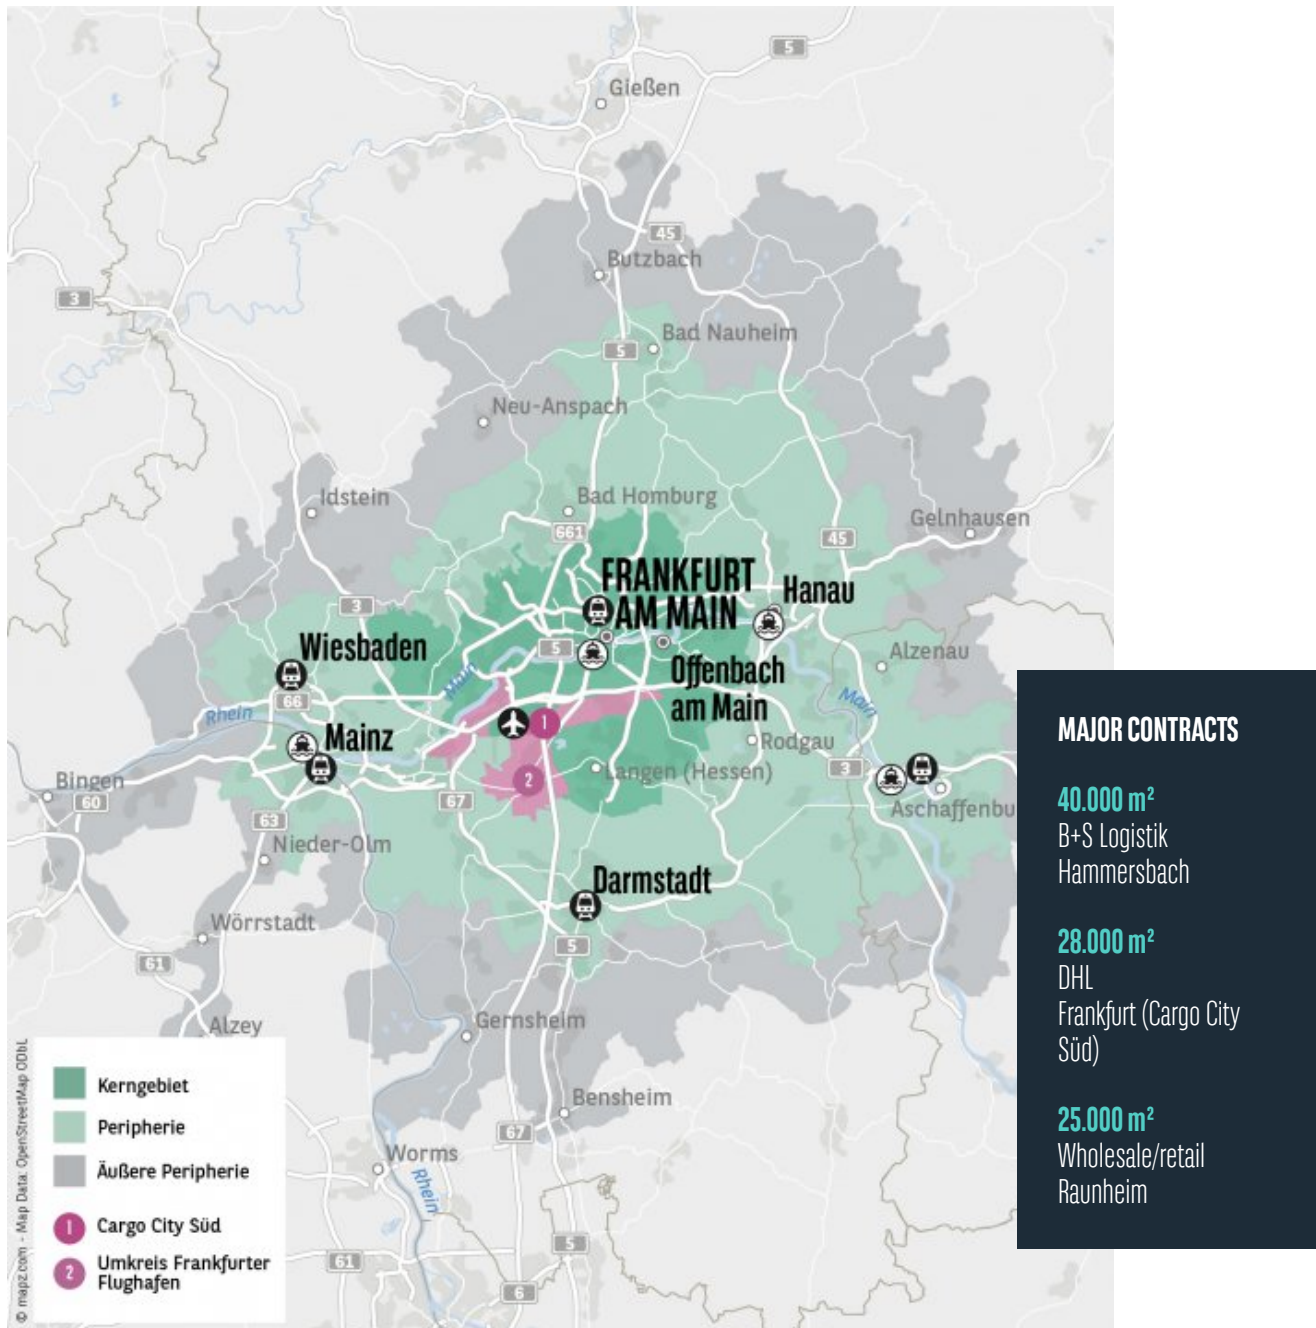 5
Gießen
45
Butzbach
3
Bad Nauheim
5
Neu-Anspach
Idstein
Bad Homburg
Gelnhausen
661
45
FRANKFURT
AM MAIN
Hanau
3
Wiesbaden
5
Alzenau
Offenbach
am Main
Main
Main
66
Rhein
1
Mainz
Rodgau
Langen (Hessen)
3
2
Bingen
60
67
Aschaffenbu
63
Nieder-Olm
Darmstadt
Wörrstadt
5
61
Gernsheim
Alzey
Bensheim
67
Worms
Rhein
5
61
6
Kerngebiet
Peripherie
Äußere Peripherie
1 Cargo City Süd
2 Umkreis Frankfurter
Flughafen
© mapz.com - Map Data: OpenStreetMap ODbL
MAJOR CONTRACTS
40.000 m²
B+S Logistik
Hammersbach
28.000 m²
DHL
Frankfurt (Cargo City
Süd)
25.000 m²
Wholesale/retail
Raunheim